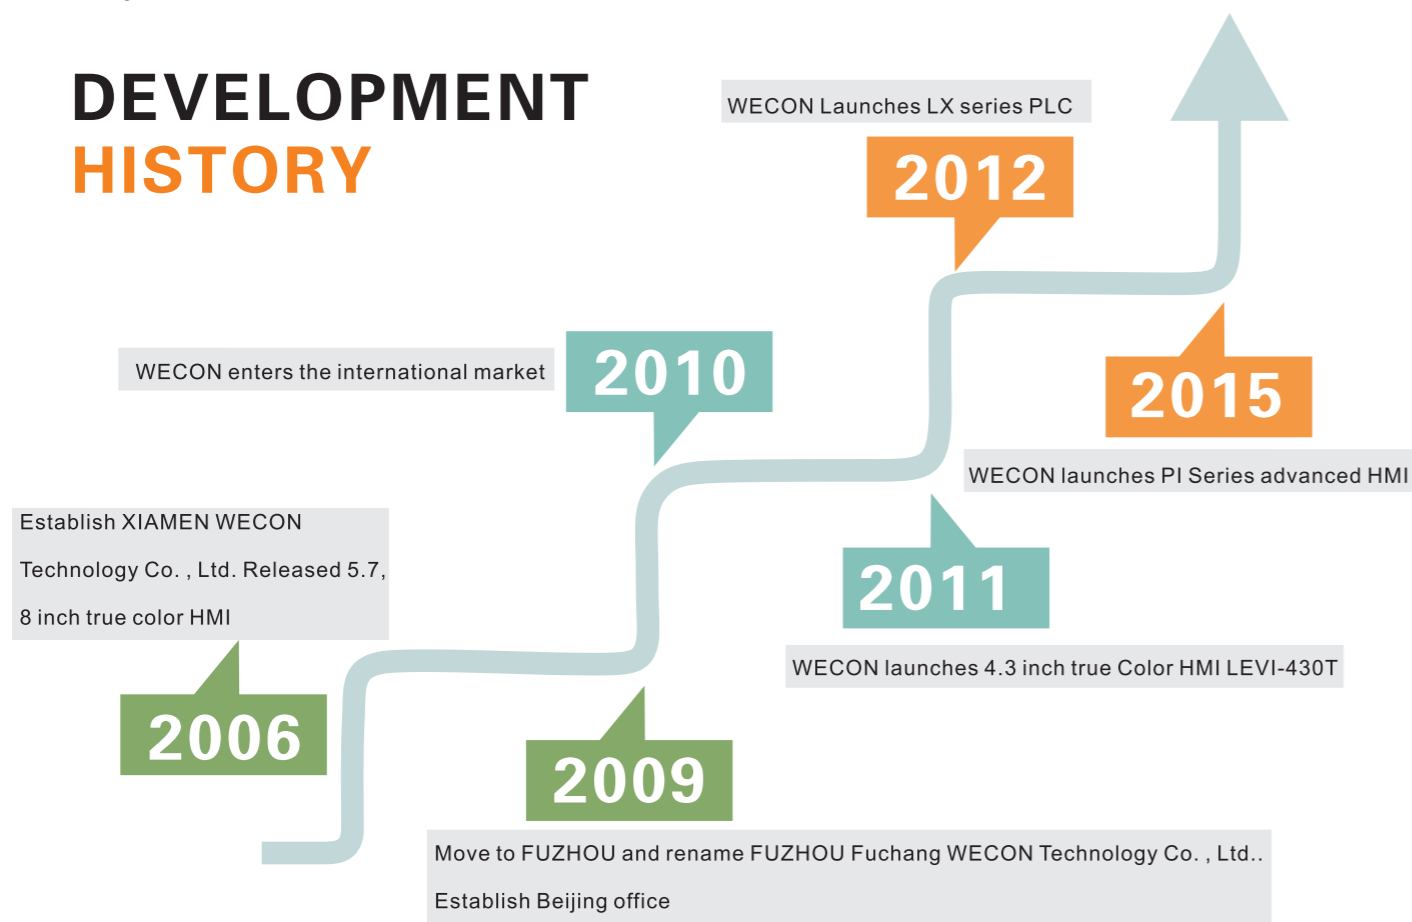 DEVELOPMENT
HISTORY
WECON Launches LX series PLC
2012
WECON enters the international market
2010
2015
WECON launches PI Series advanced HMI
Establish XIAMEN WECON
Technology Co. , Ltd. Released 5.7,
8 inch true color HMI
2006
2011
WECON launches 4.3 inch true Color HMI LEVI-430T
2009
Move to FUZHOU and rename FUZHOU Fuchang WECON Technology Co. , Ltd..
Establish Beijing office